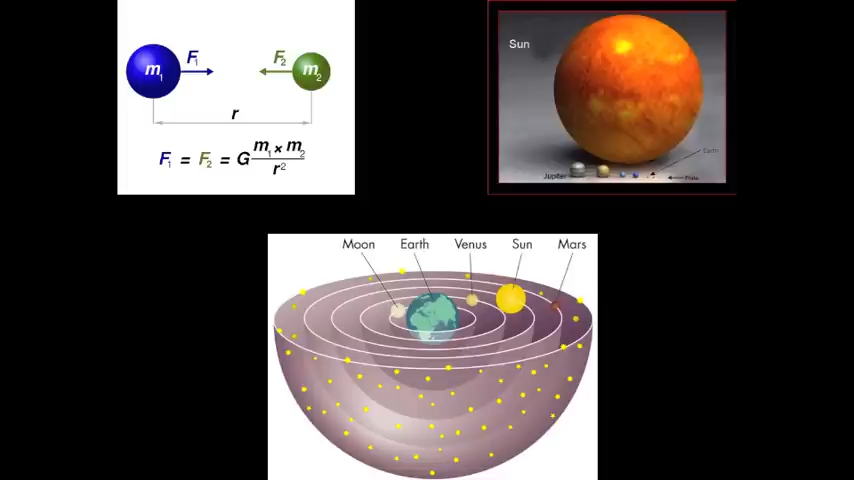 F₁ F₂
m₁ m₂
r
F₁ = F₂ = G m₁ × m₂
r²
Sun
Earth
Jupiter Pluto
Moon Earth Venus Sun Mars